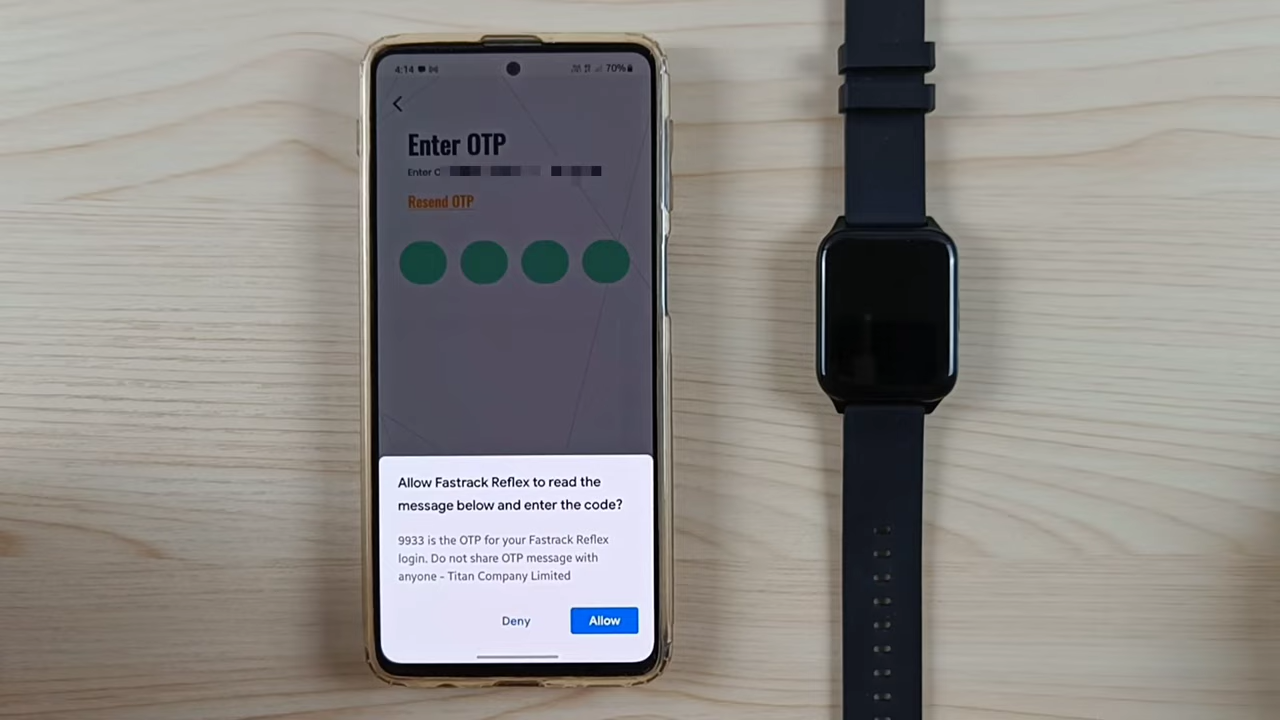 4:14
70%
Enter OTP
Enter
Resend OTP
Allow Fastrack Reflex to read the
message below and enter the code?
9933 is the OTP for your Fastrack Reflex
login. Do not share OTP message with
anyone - Titan Company Limited
Deny Allow